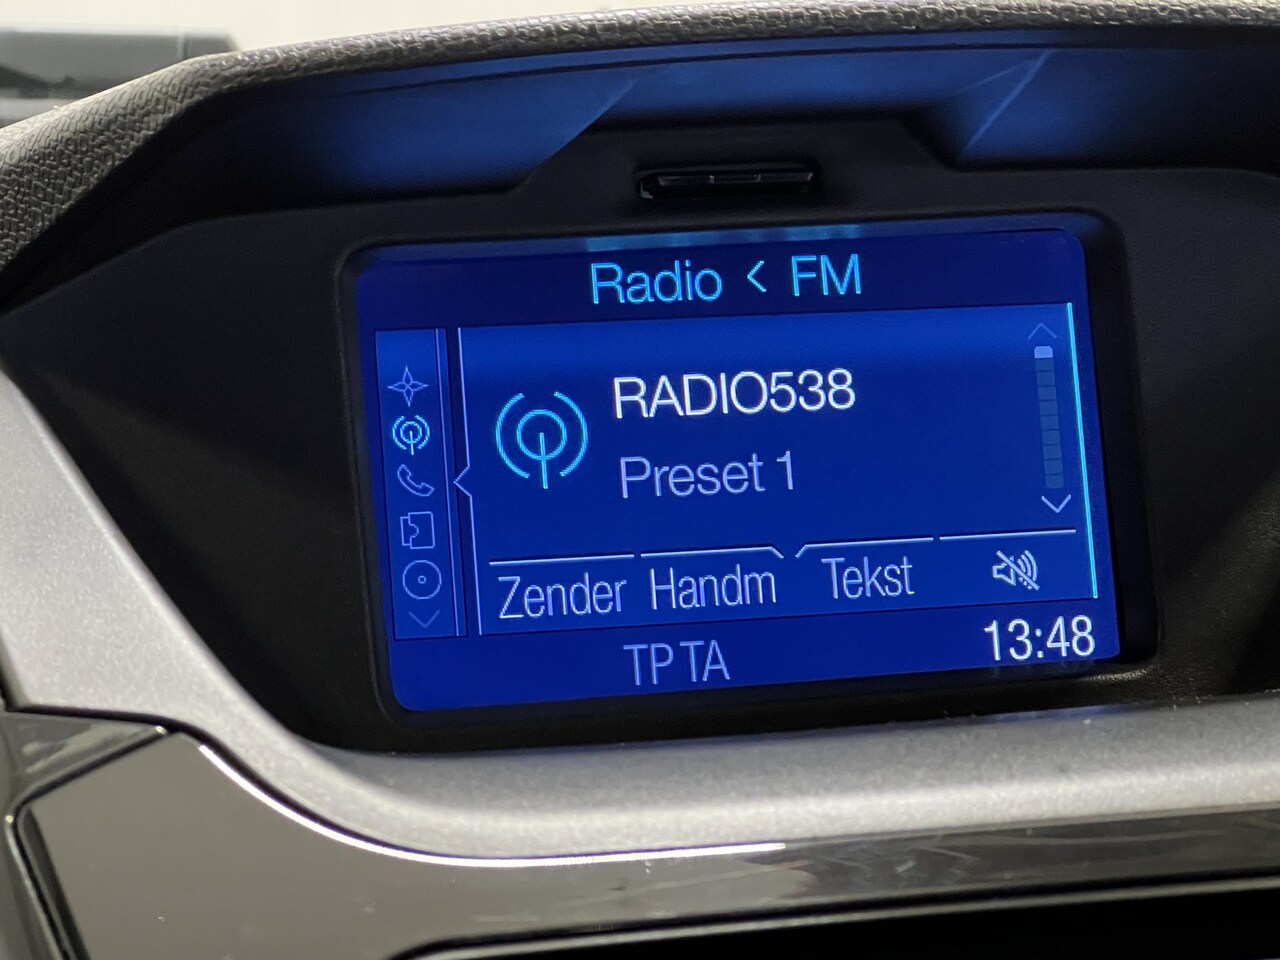 Radio < FM
RADIO538
Preset 1
Zender Handm Tekst
TP TA 13:48